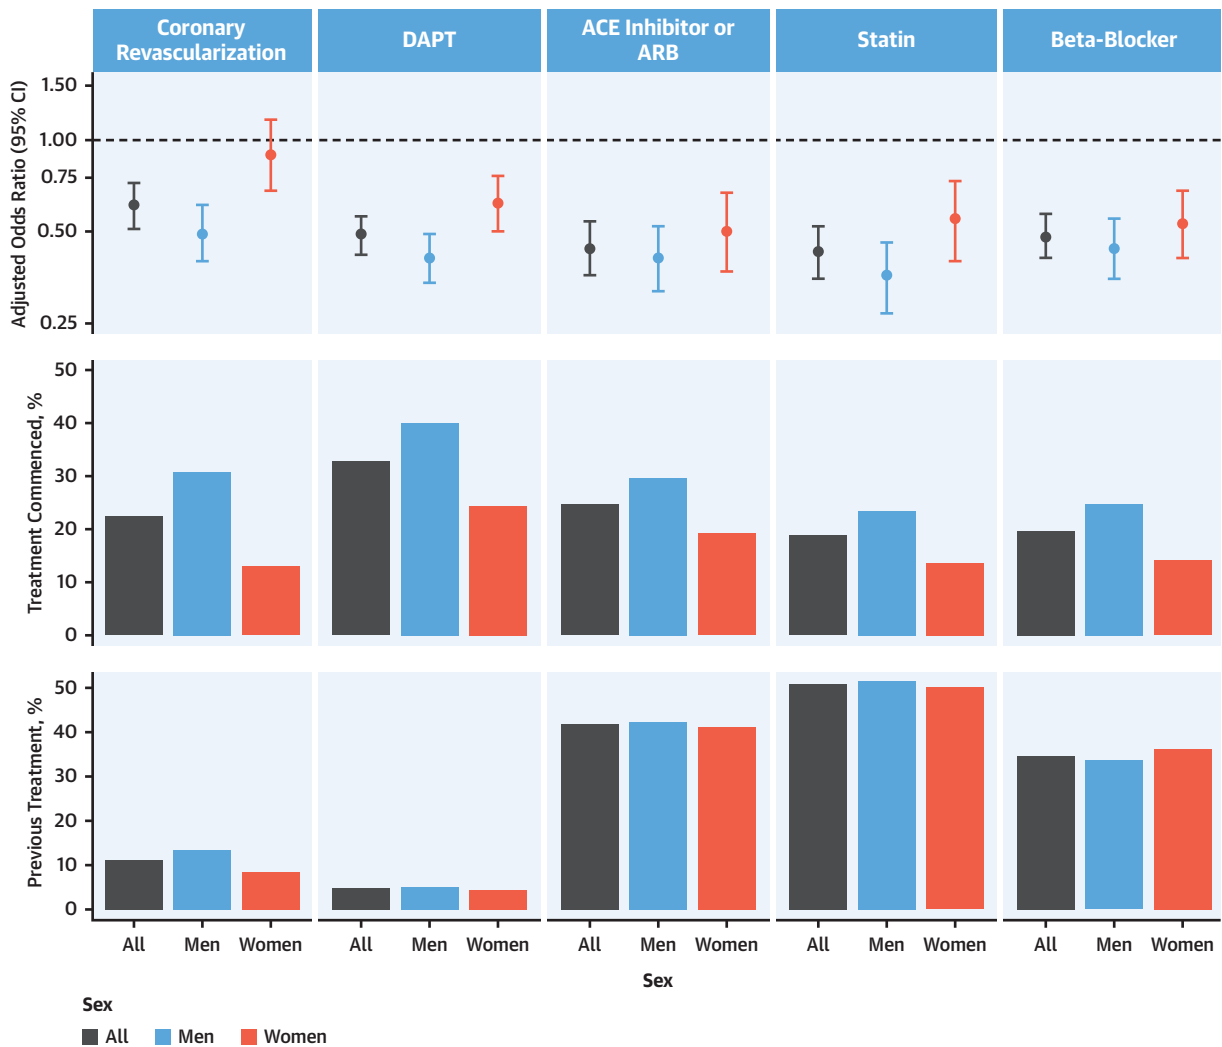 Coronary
Revascularization
DAPT
ACE Inhibitor or
ARB
Statin
Beta-Blocker
Adjusted Odds Ratio (95% CI)
1.50
1.00
0.75
0.50
0.25
Treatment Commenced, %
50
40
30
20
10
0
Previous Treatment, %
50
40
30
20
10
0
All Men Women All Men Women All Men Women All Men Women All Men Women
Sex
Sex
All Men Women